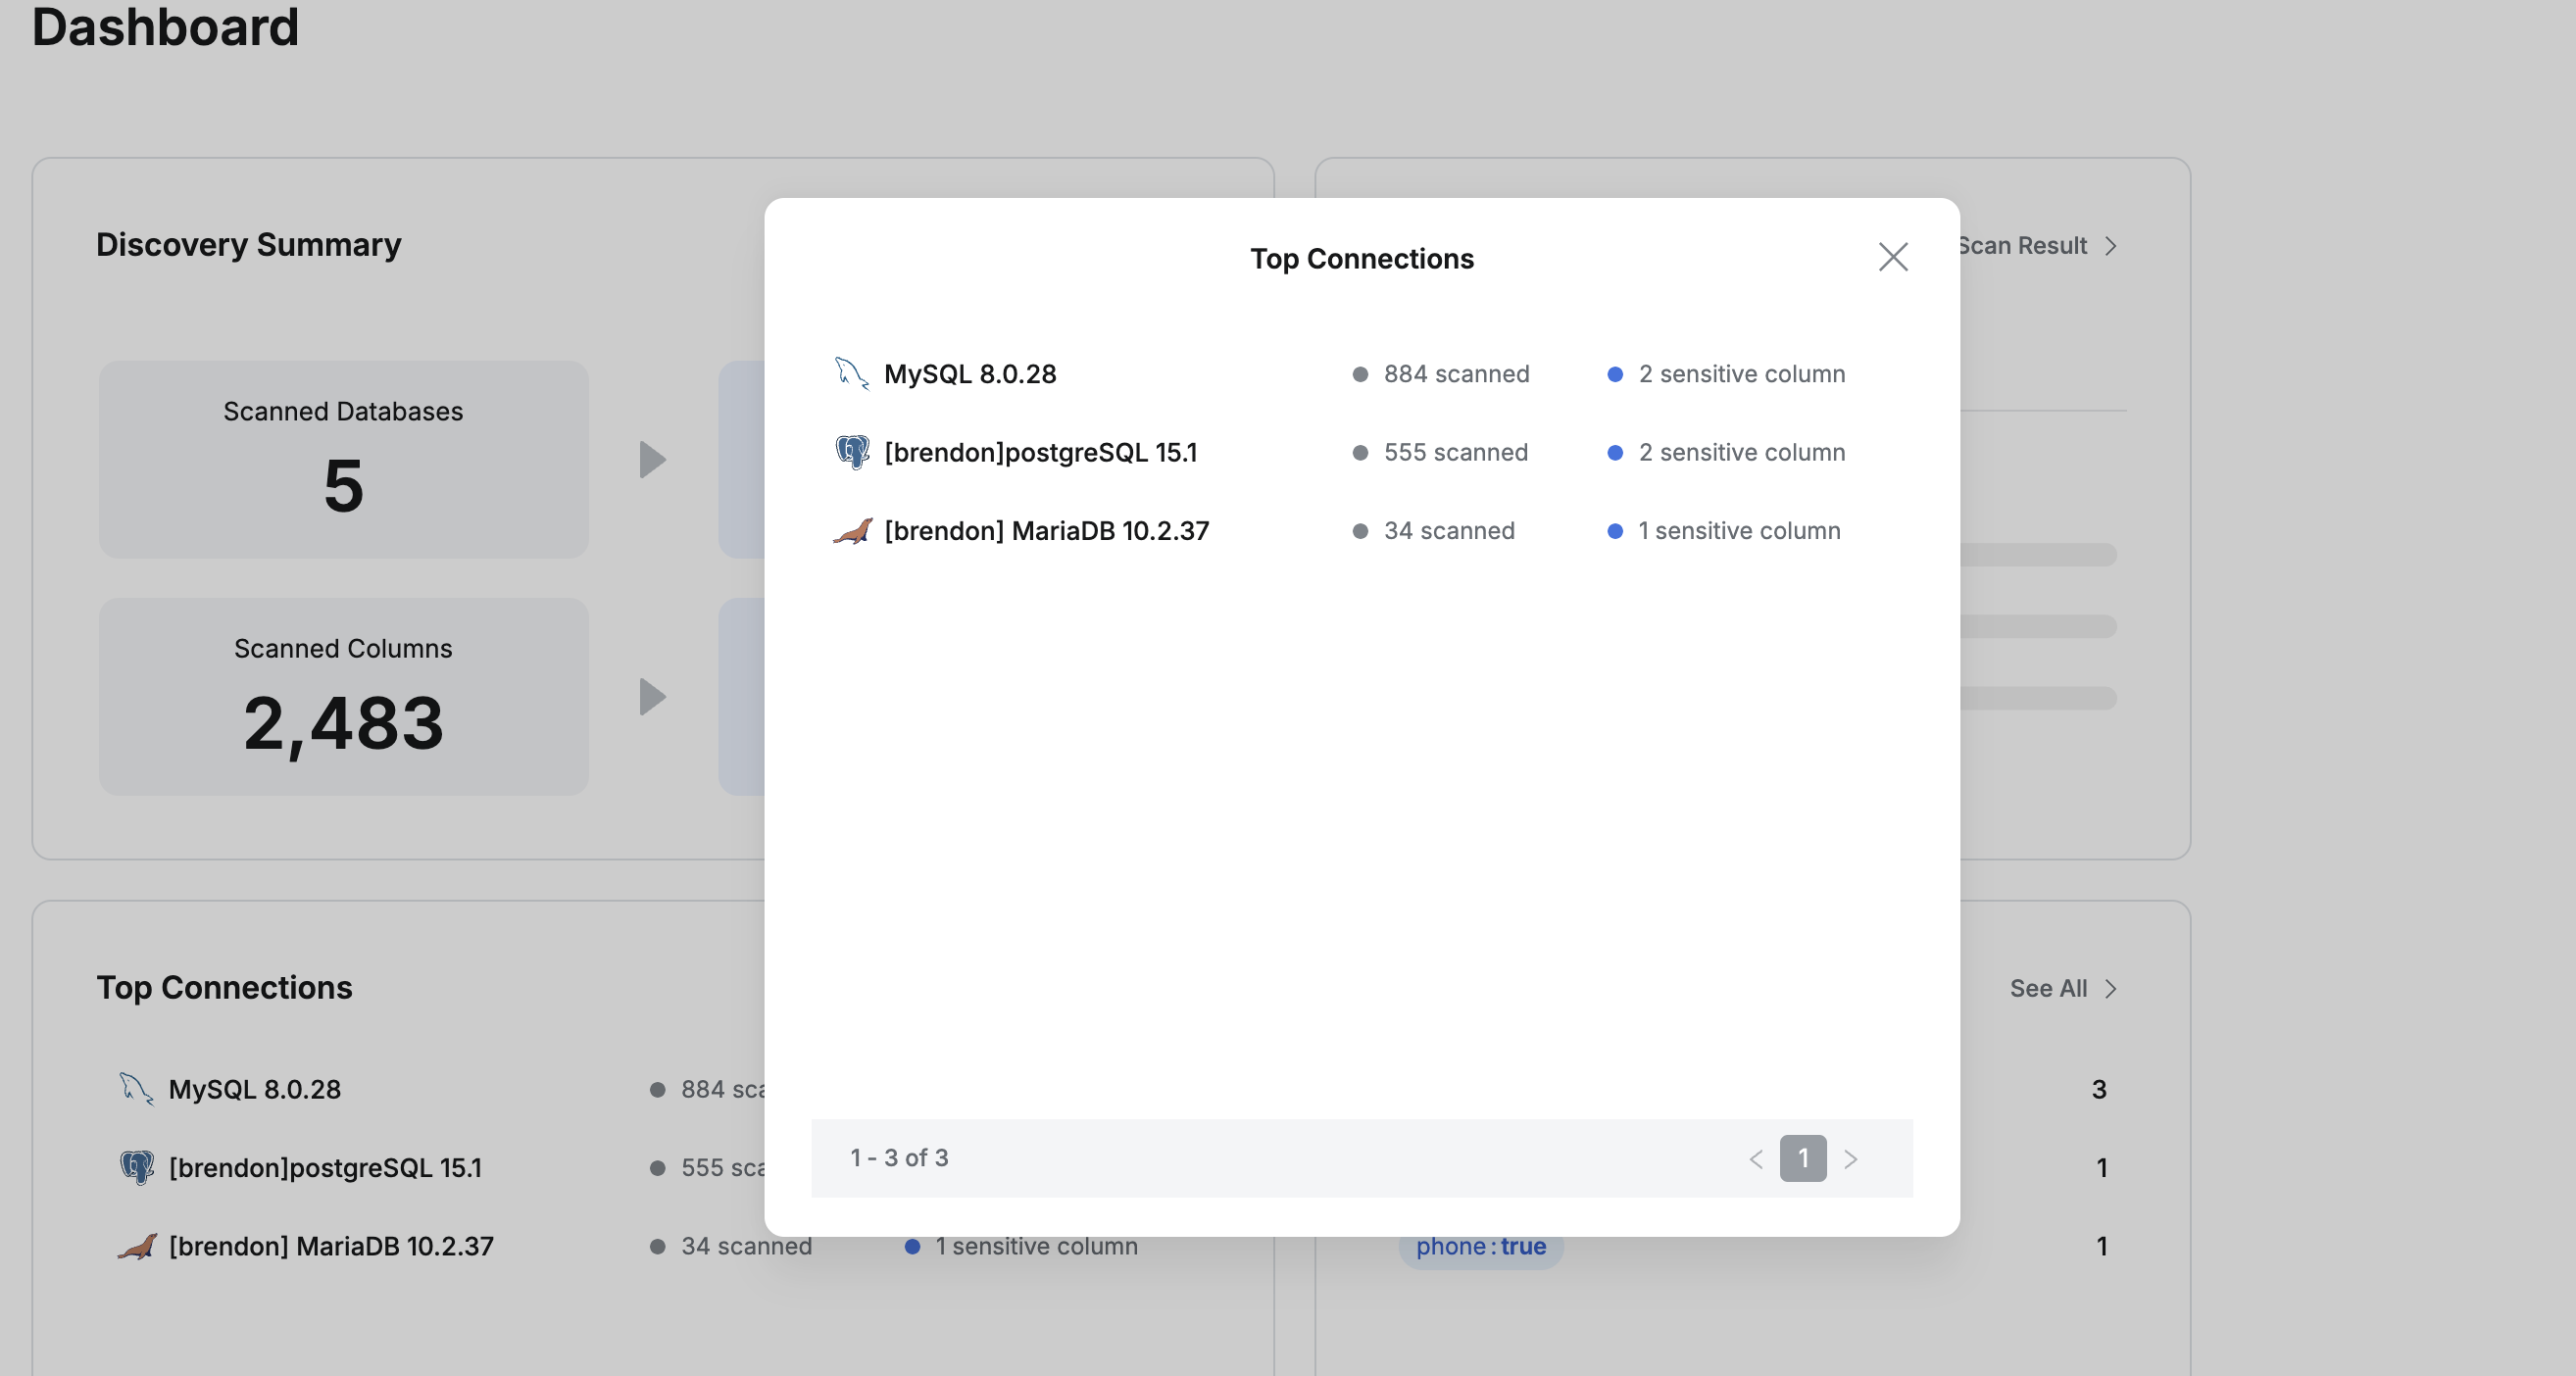 Dashboard
Discovery Summary
Scan Result
Scanned Databases
5
Scanned Columns
2,483
Top Connections
MySQL 8.0.28
884 scanned
2 sensitive column
[brendon]postgreSQL 15.1
555 scanned
2 sensitive column
[brendon] MariaDB 10.2.37
34 scanned
1 sensitive column
1 - 3 of 3
< 1 >
Top Connections
MySQL 8.0.28
884
[brendon]postgreSQL 15.1
555
[brendon] MariaDB 10.2.37
34 scanned
1 sensitive column
See All
3
1
phone : true
1